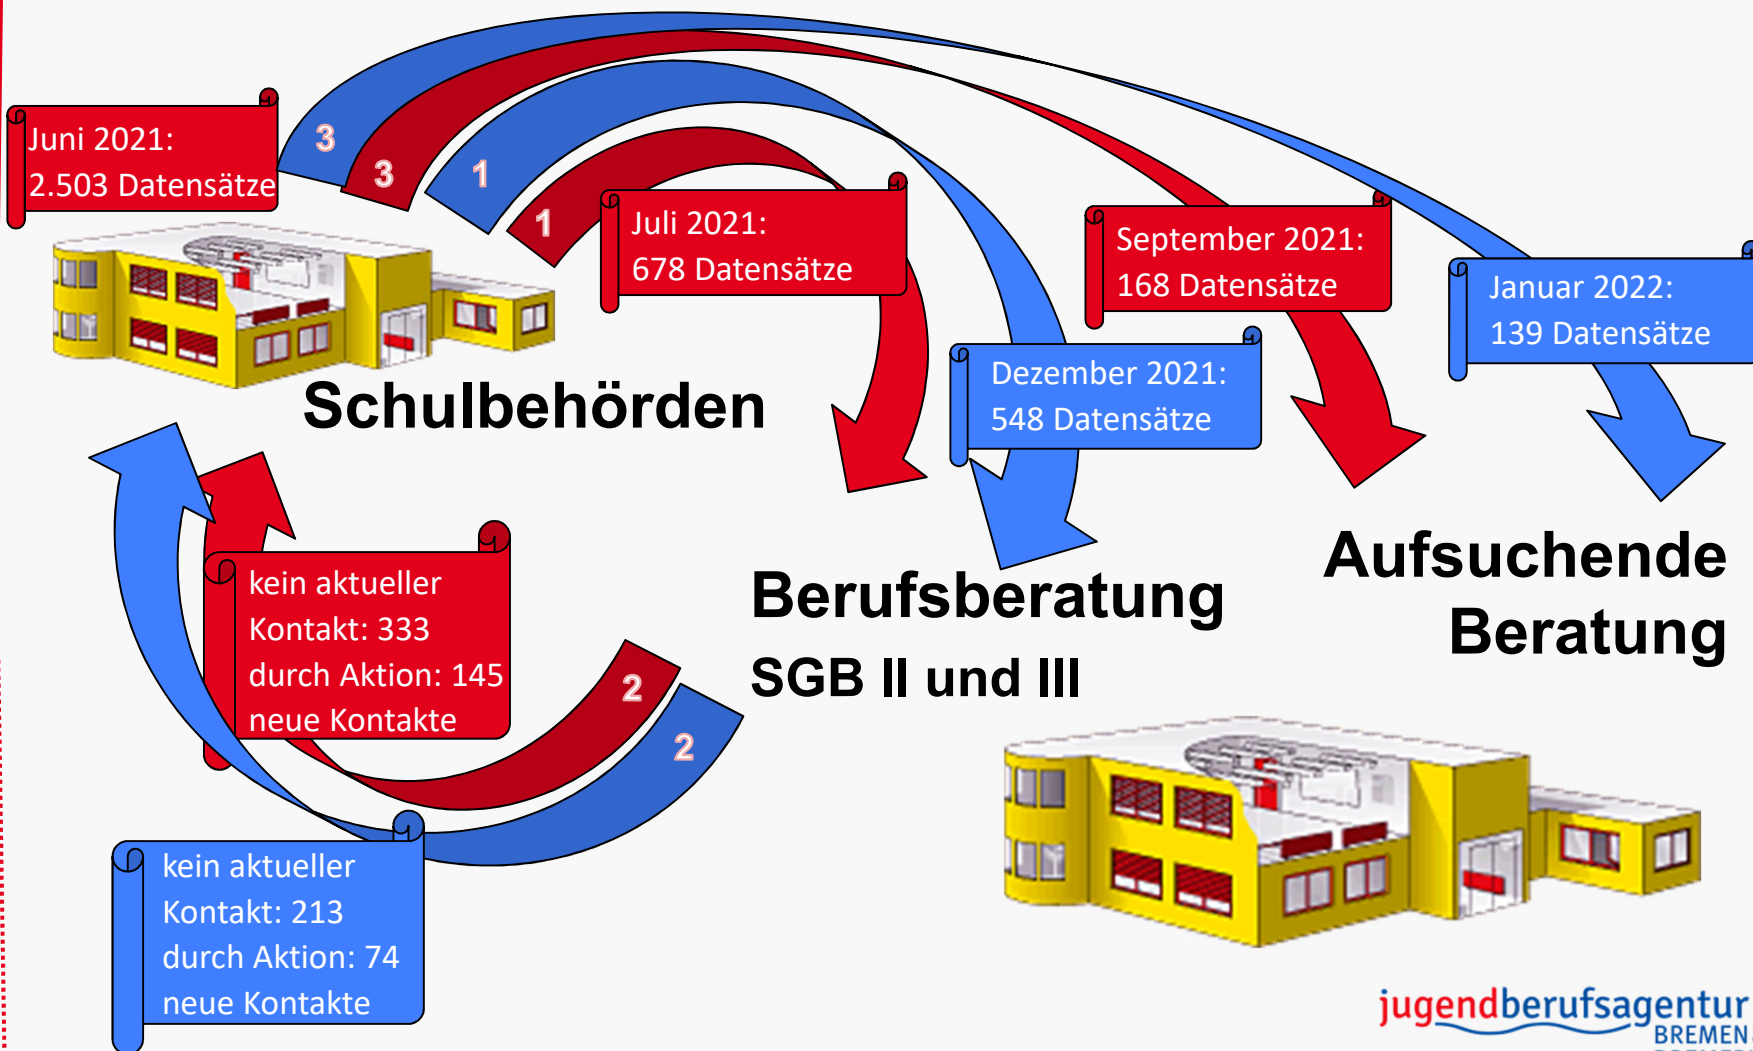 Juni 2021:
2.503 Datensätze
3
3
1
1
Juli 2021:
678 Datensätze
September 2021:
168 Datensätze
Januar 2022:
139 Datensätze
Dezember 2021:
548 Datensätze
Schulbehörden
kein aktueller
Kontakt: 333
durch Aktion: 145
neue Kontakte
2
2
kein aktueller
Kontakt: 213
durch Aktion: 74
neue Kontakte
Berufsberatung
SGB II und III
Aufsuchende
Beratung
jugendberufsagentur
BREMEN